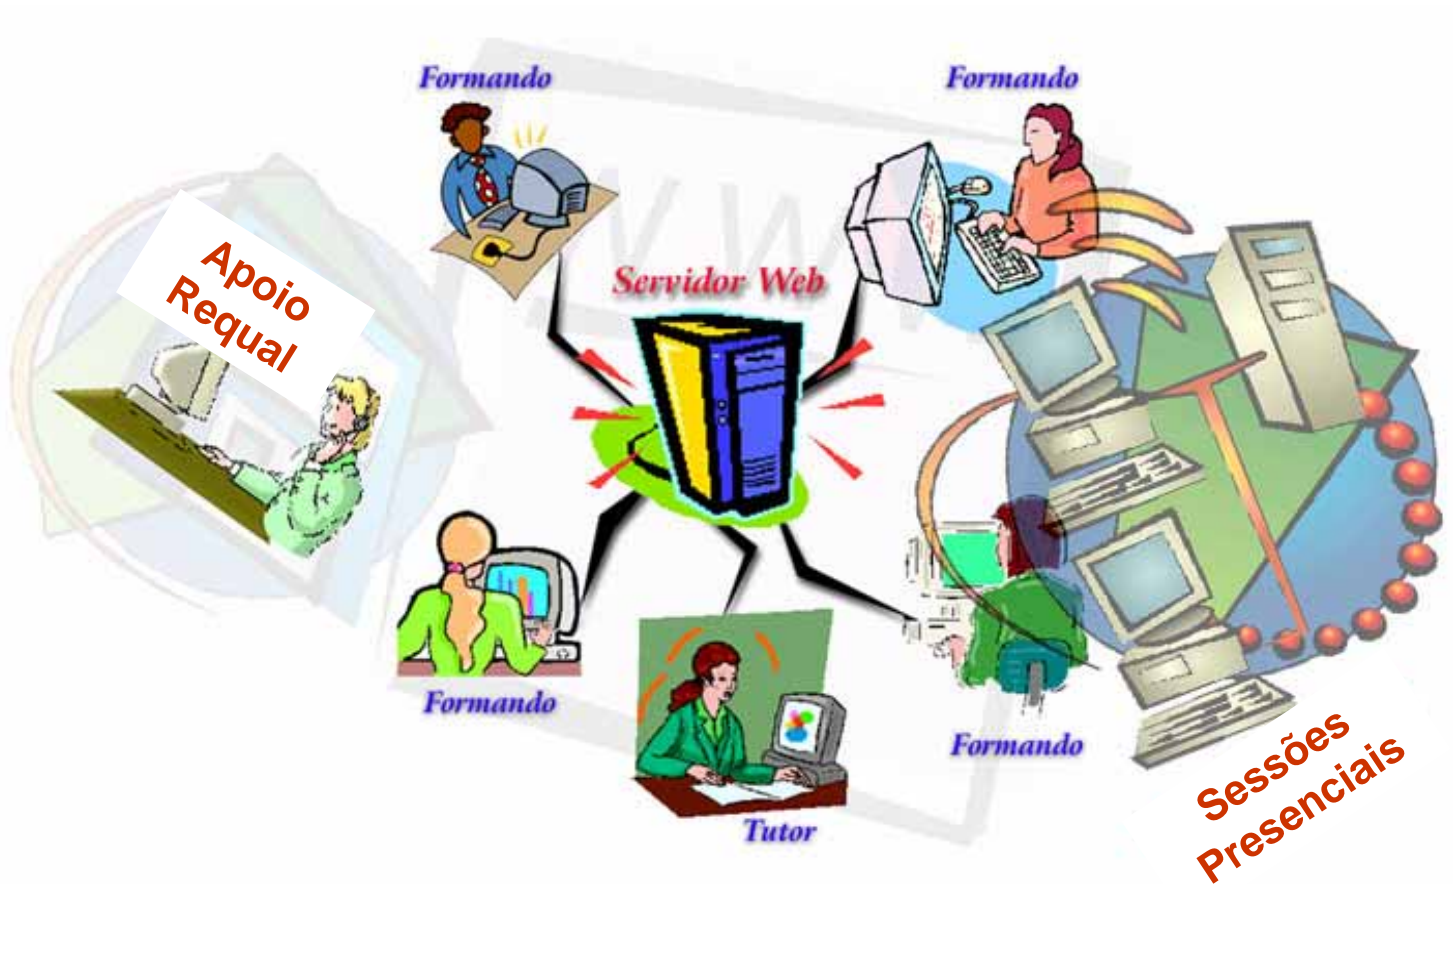 Formando
Formando
Apoio
Requal
Servidor Web
Formando
Tutor
Formando
Sessões
Presenciais